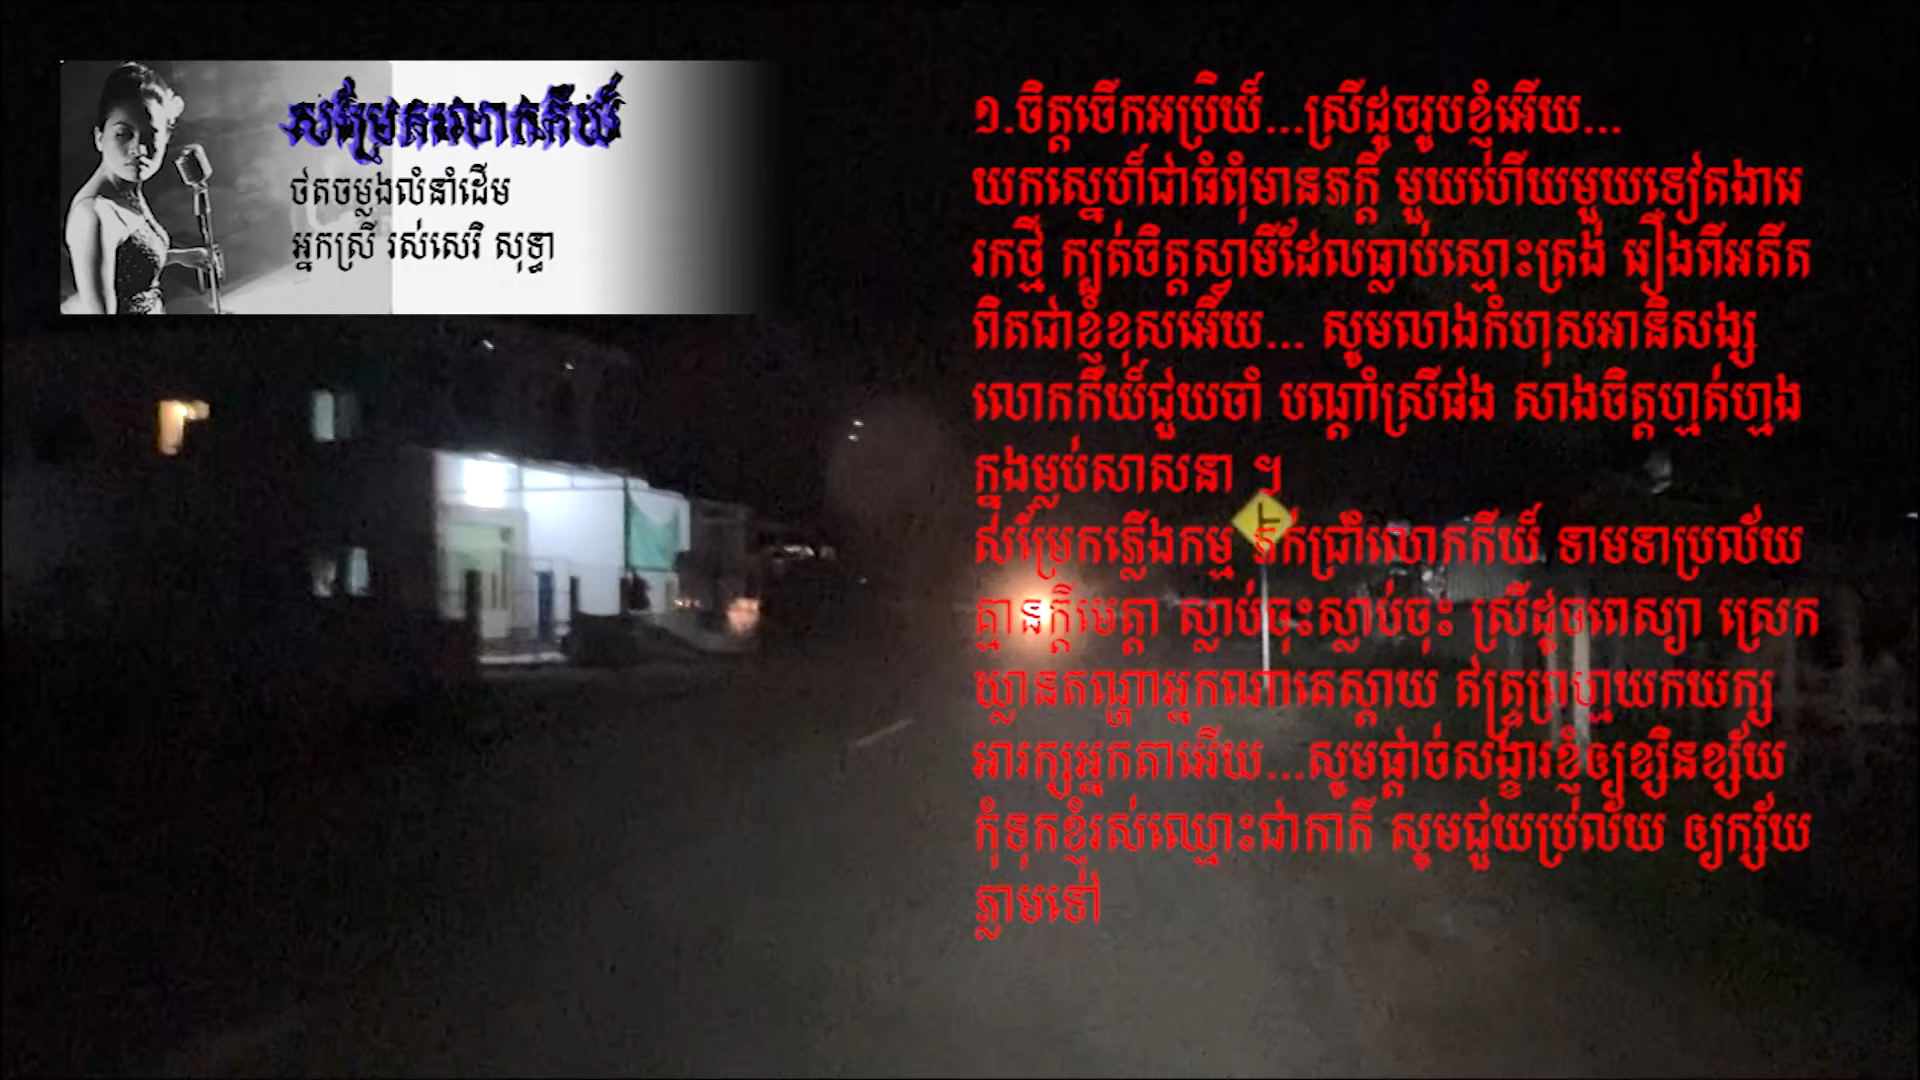 សម្រែកលោកកីយ៍
ច់តចម្លងលំនាំដើម
អ្នកស្រី រស់សេរី សុទ្ធា
១.ចិត្តចើកអប្រិយ៍...ស្រីដូចរូបខ្ញុំអើយ...
យកស្នេហ៍ជាធំពុំមានភក្ដី មួយហើយមួយទៀតងារេ
រកថ្មី ក្បត់ចិត្តស្វាមីដែលធ្លាប់ស្មោះត្រង់ រឿងពីអតីត
ពិតជាខ្ញុំខុសអើយ... សូមលាងកំហុសអានិសង្ស
លោកកីយ៍ជួយចាំ បណ្ដាំស្រីផង សាងចិត្តហ្មត់ហ្មង
ក្នុងម្លប់សាសនា ។
សម្រែកភ្លើងកម្ម ភក់ជ្រាំលោកកីយ៍ ទាមទាប្រល័យ
គ្មានក្ដីមេត្តា ស្លាប់ចុះស្លាប់ចុះ ស្រីដូចពេស្យា ស្រេក
ឃ្លានតណ្ហាអ្នកណាគេស្ដាយ ឥន្ទ្រព្រហ្មយកយក្ស
អារក្សអ្នកតាអើយ...សូមផ្ដាច់សង្ខារខ្ញុំឲ្យខ្សិនខ្ស័យ
កុំទុកខ្ញុំរស់ឈ្មោះជាកាកី សូមជួយប្រល័យ ឲ្យក្ស័យ
ភ្លាមទៅ